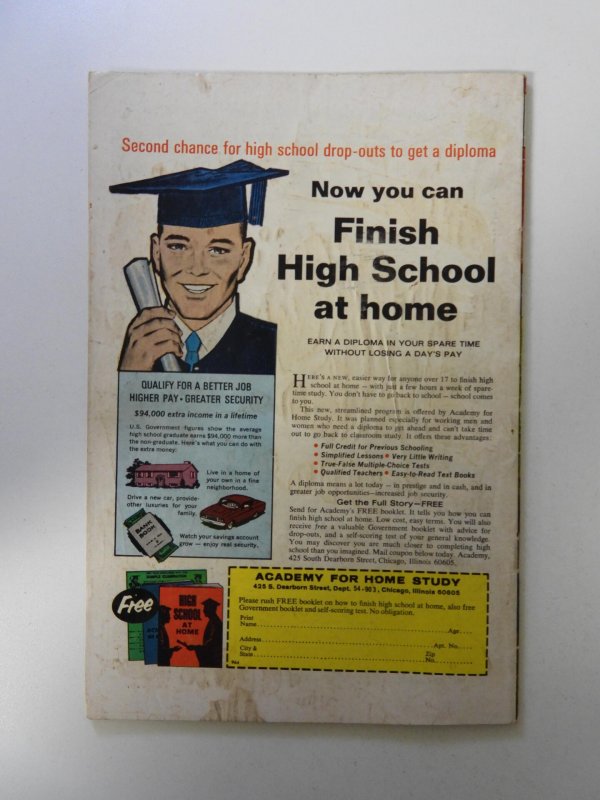 Second chance for high school drop-outs to get a diploma
Now you can
Finish
High School
at home
EARN A DIPLOMA IN YOUR SPARE TIME
WITHOUT LOSING A DAY'S PAY
HERE'S A NEW, easier way for anyone over 17 to finish high
school at home -- with just a few hours a week of spare-
time study. You don't have to go back to school -- school comes
to you.
This new, streamlined program is offered by Academy for
Home Study. It was planned especially for working men and
women who need a diploma to get ahead and can't take time
out to go back to classroom study. It offers these advantages:
• Full Credit for Previous Schooling
• Simplified Lessons • Very Little Writing
• True-False Multiple-Choice Tests
• Qualified Teachers • Easy-to-Read Text Books
A diploma means a lot today -- in prestige and in cash, and in
greater job opportunities--increased job security.
Get the Full Story--FREE
Send for Academy's FREE booklet. It tells you how you can
finish high school at home. Low cost, easy terms. You will also
receive free a valuable Government booklet with advice for
drop-outs, and a self-scoring test of your general knowledge.
You may discover you are much closer to completing high
school than you imagined. Mail coupon below today. Academy,
425 South Dearborn Street, Chicago, Illinois 60605.
QUALIFY FOR A BETTER JOB
HIGHER PAY • GREATER SECURITY
$94,000 extra income in a lifetime
U.S. Government figures show the average
high school graduate earns $94,000 more than
the non-graduate. Here's what you can do with
the extra money:
Live in a home of
your own in a fine
neighborhood.
Drive a new car, provide
other luxuries for your
family.
BANK
BOOK
Watch your savings account
grow -- enjoy real security.
Free
HIGH
SCHOOL
AT
HOME
ACADEMY FOR HOME STUDY
425 S. Dearborn Street, Dept. 54-903, Chicago, Illinois 60605
Please rush FREE booklet on how to finish high school at home, also free
Government booklet and self-scoring test. No obligation.
Print
Name Age
Address Apt. No.
City & Zip
State No.